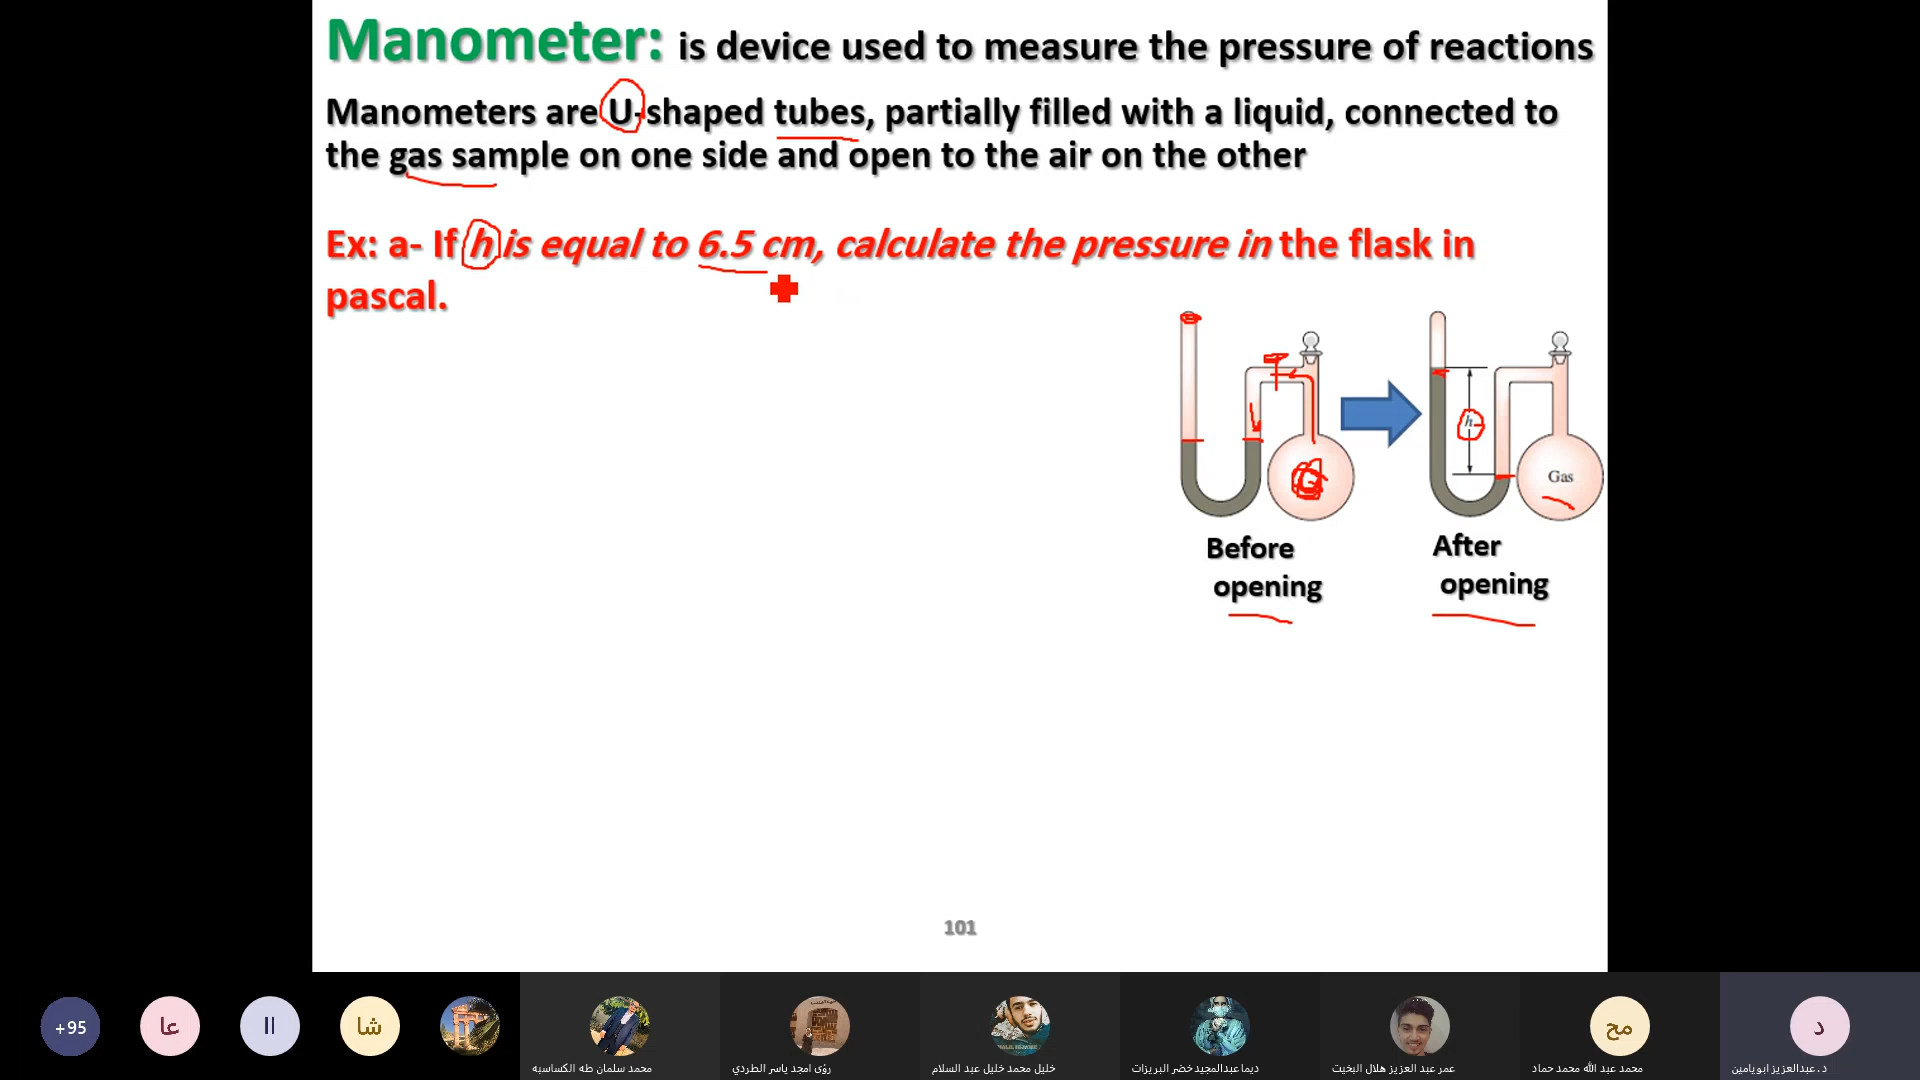 Manometer: is device used to measure the pressure of reactions
Manometers are U-shaped tubes, partially filled with a liquid, connected to
the gas sample on one side and open to the air on the other
Ex: a- If h is equal to 6.5 cm, calculate the pressure in the flask in
pascal.
h
Gas
Before
opening
After
opening
101
+95
عا
اا
شا
مح
د
محمد سلمان طه الكساسبه
رؤى امجد ياسر الطردي
خليل محمد خليل عبد السلام
ديما عبدالمجيد خضر البريزات
عمر عبد العزيز هلال البخيت
محمد عبد الله محمد حماد
د.عبدالعزيز ابويامين